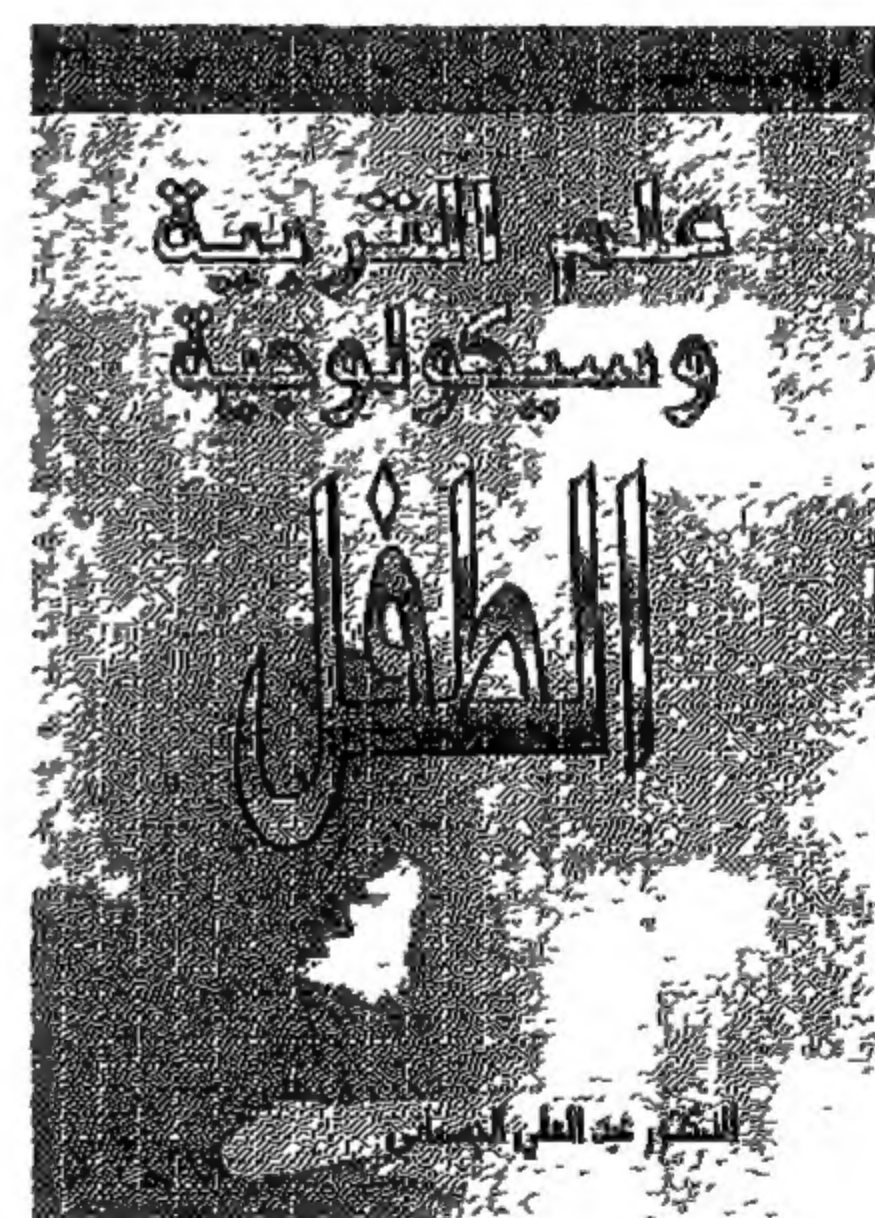 علم التربية
وسيكولوجية
الطفل
الدكتور عبد العلي الجسماني